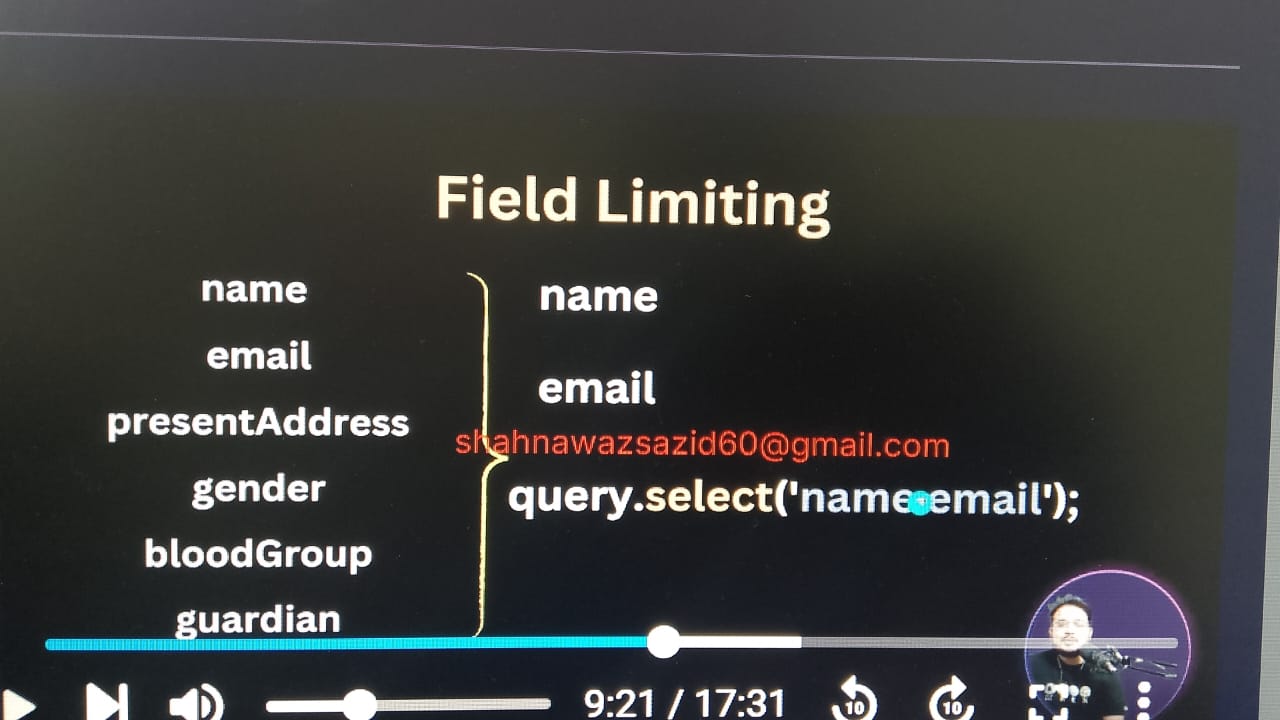 Field Limiting
name
email
presentAddress
gender
bloodGroup
guardian
name
email
shahnawazsazid60@gmail.com
query.select('name email');
9:21 / 17:31
10
10